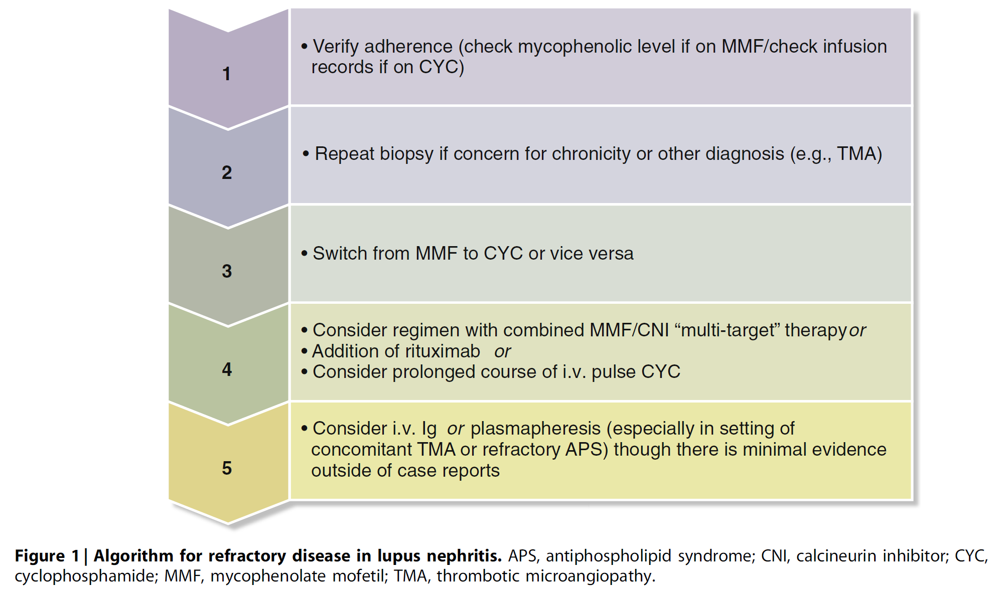 1
• Verify adherence (check mycophenolic level if on MMF/check infusion
records if on CYC)
2
• Repeat biopsy if concern for chronicity or other diagnosis (e.g., TMA)
3
• Switch from MMF to CYC or vice versa
4
• Consider regimen with combined MMF/CNI “multi-target” therapy or
• Addition of rituximab or
• Consider prolonged course of i.v. pulse CYC
5
• Consider i.v. Ig or plasmapheresis (especially in setting of
concomitant TMA or refractory APS) though there is minimal evidence
outside of case reports
Figure 1 | Algorithm for refractory disease in lupus nephritis. APS, antiphospholipid syndrome; CNI, calcineurin inhibitor; CYC,
cyclophosphamide; MMF, mycophenolate mofetil; TMA, thrombotic microangiopathy.